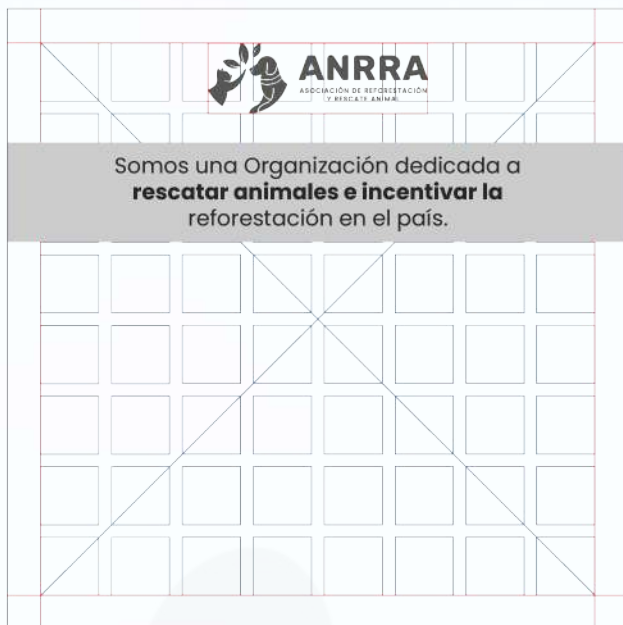 ANRRA
ASOCIACIÓN DE REFORESTACIÓN
Y RESCATE ANIMAL
Somos una Organización dedicada a
rescatar animales e incentivar la
reforestación en el país.